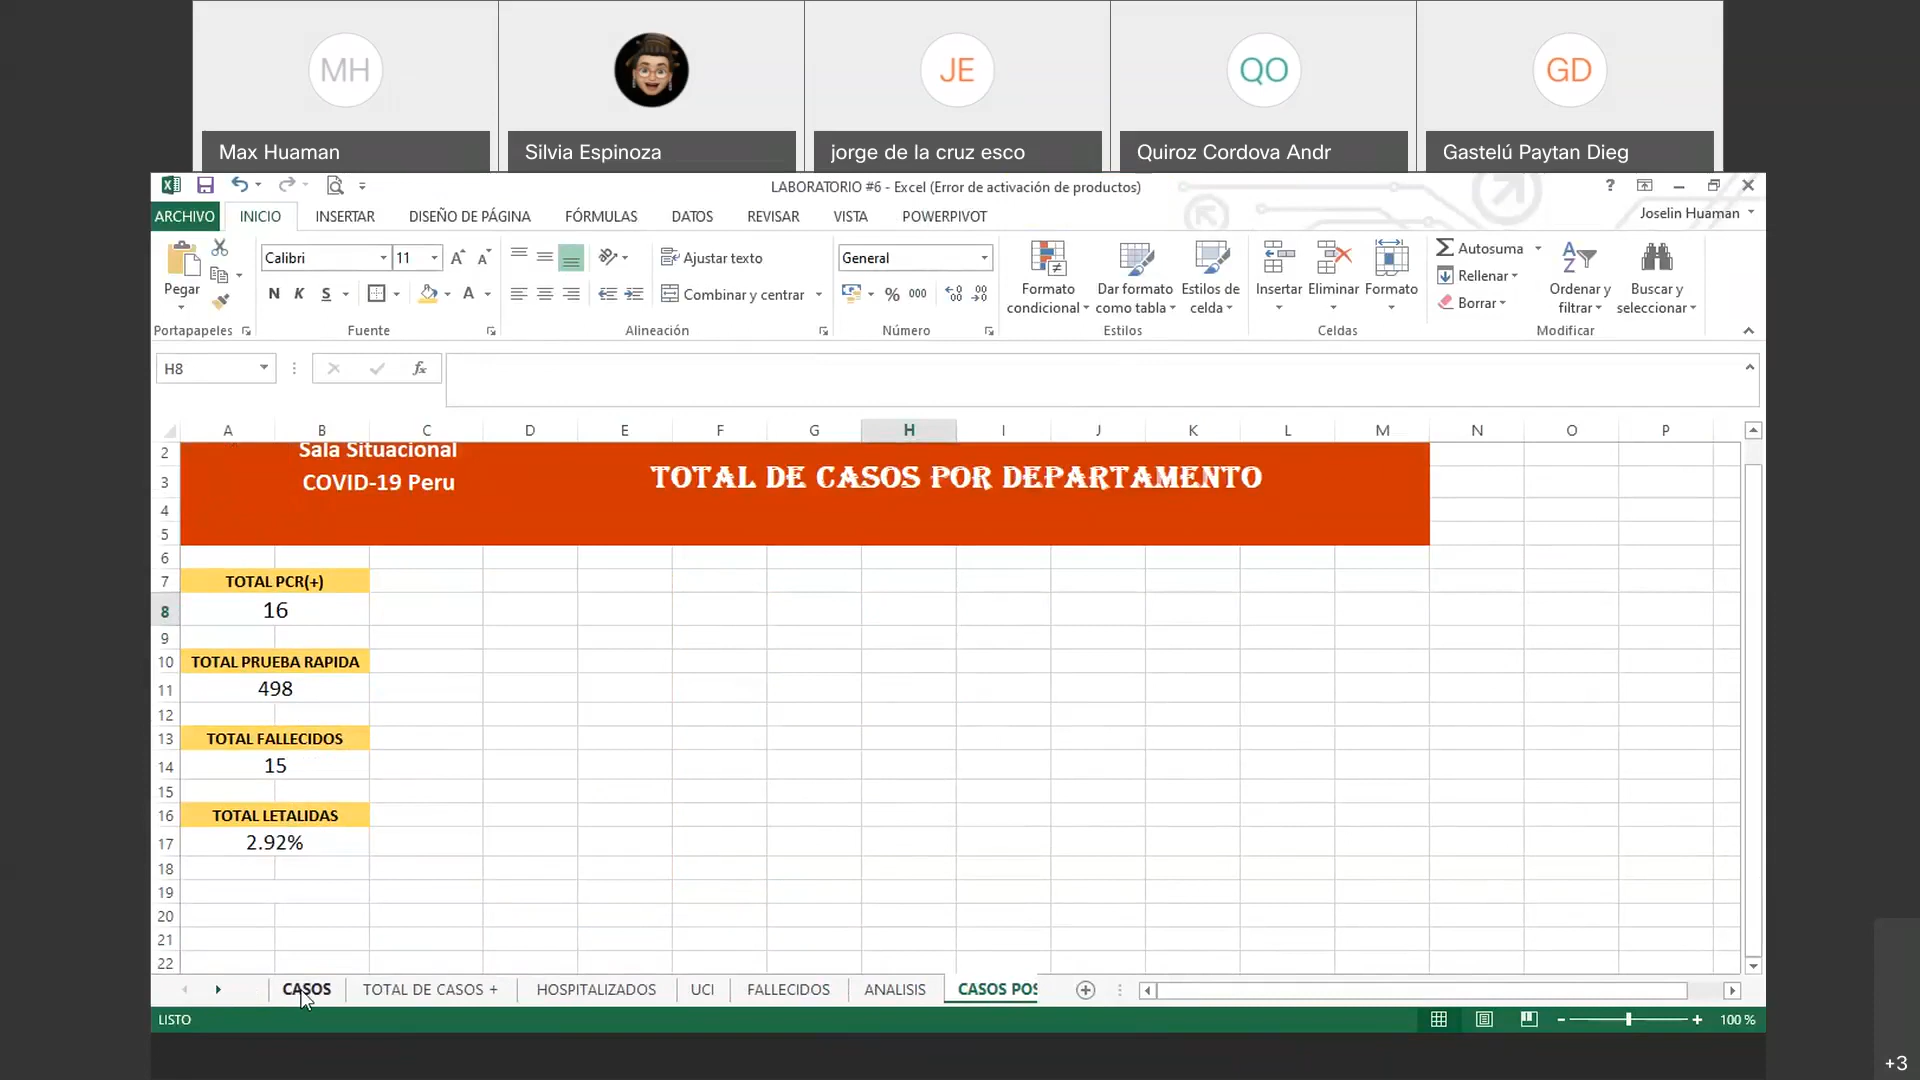 MH
JE
QO
GD
Max Huaman
Silvia Espinoza
jorge de la cruz esco
Quiroz Cordova Andr
Gastelú Paytan Dieg
LABORATORIO #6 - Excel (Error de activación de productos)
ARCHIVO INICIO INSERTAR DISEÑO DE PÁGINA FÓRMULAS DATOS REVISAR VISTA POWERPIVOT
Joselin Huaman
Pegar
Portapapeles
Calibri 11
N K S
Fuente
Ajustar texto
Combinar y centrar
Alineación
General
% 000
Número
Formato condicional
Dar formato como tabla
Estilos de celda
Estilos
Insertar Eliminar Formato
Celdas
Autosuma
Rellenar
Borrar
Ordenar y filtrar
Buscar y seleccionar
Modificar
H8
fx
A B C D E F G H I J K L M N O P
2
3
4
5
6
7
8
9
10
11
12
13
14
15
16
17
18
19
20
21
22
Sala Situacional
COVID-19 Peru
TOTAL DE CASOS POR DEPARTAMENTO
TOTAL PCR(+)
16
TOTAL PRUEBA RAPIDA
498
TOTAL FALLECIDOS
15
TOTAL LETALIDAS
2.92%
CASOS TOTAL DE CASOS + HOSPITALIZADOS UCI FALLECIDOS ANALISIS CASOS POS
LISTO
100 %
+3